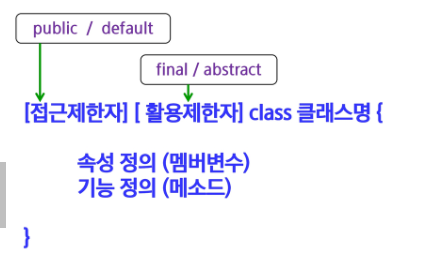 public / default
final / abstract
[접근제한자] [ 활용제한자] class 클래스명 {
속성 정의 (멤버변수)
기능 정의 (메소드)
}